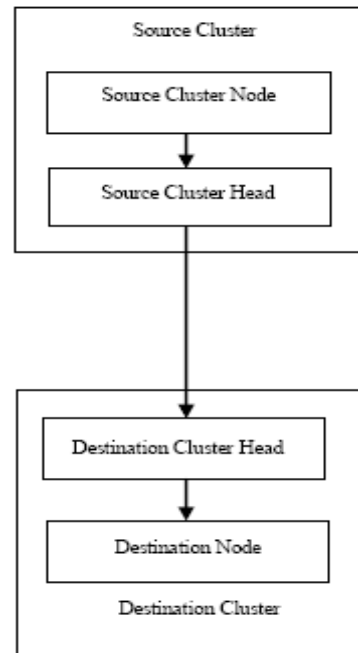 Source Cluster
Source Cluster Node
Source Cluster Head
Destination Cluster Head
Destination Node
Destination Cluster